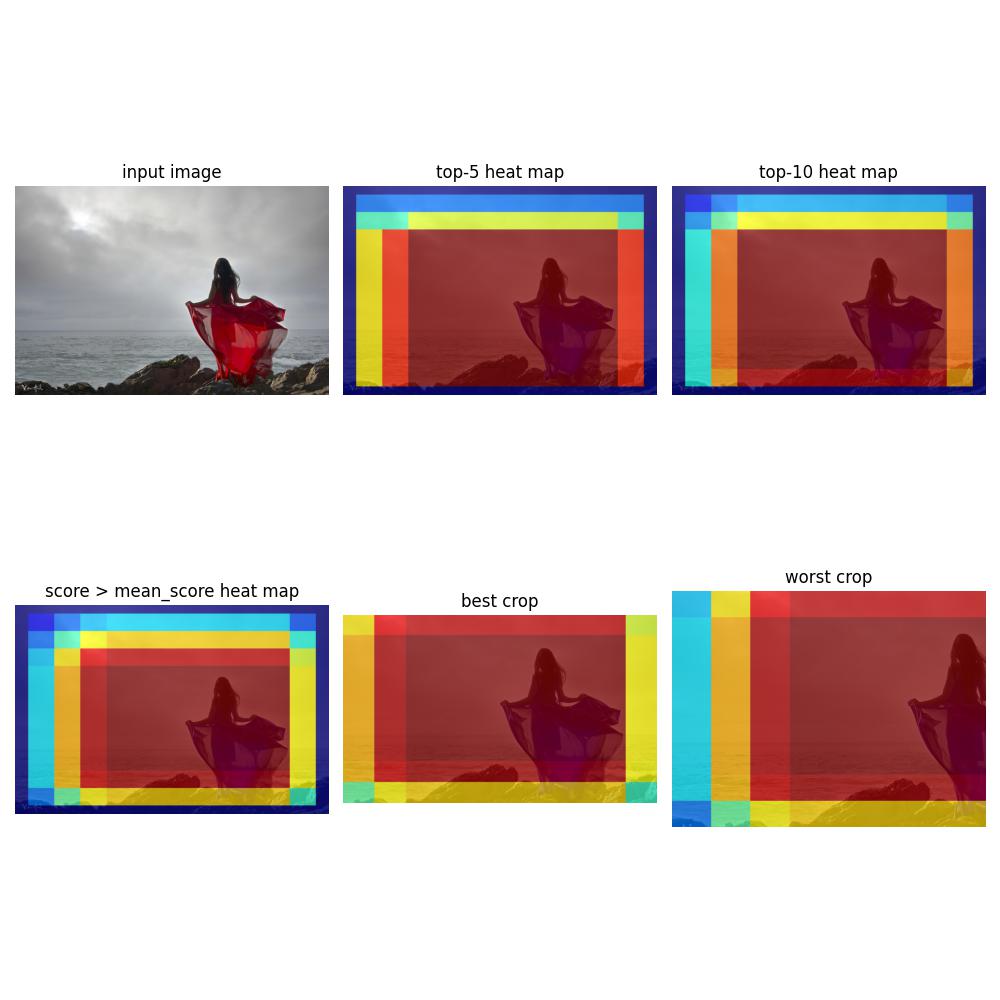 input image
top-5 heat map
top-10 heat map
score > mean_score heat map
best crop
worst crop